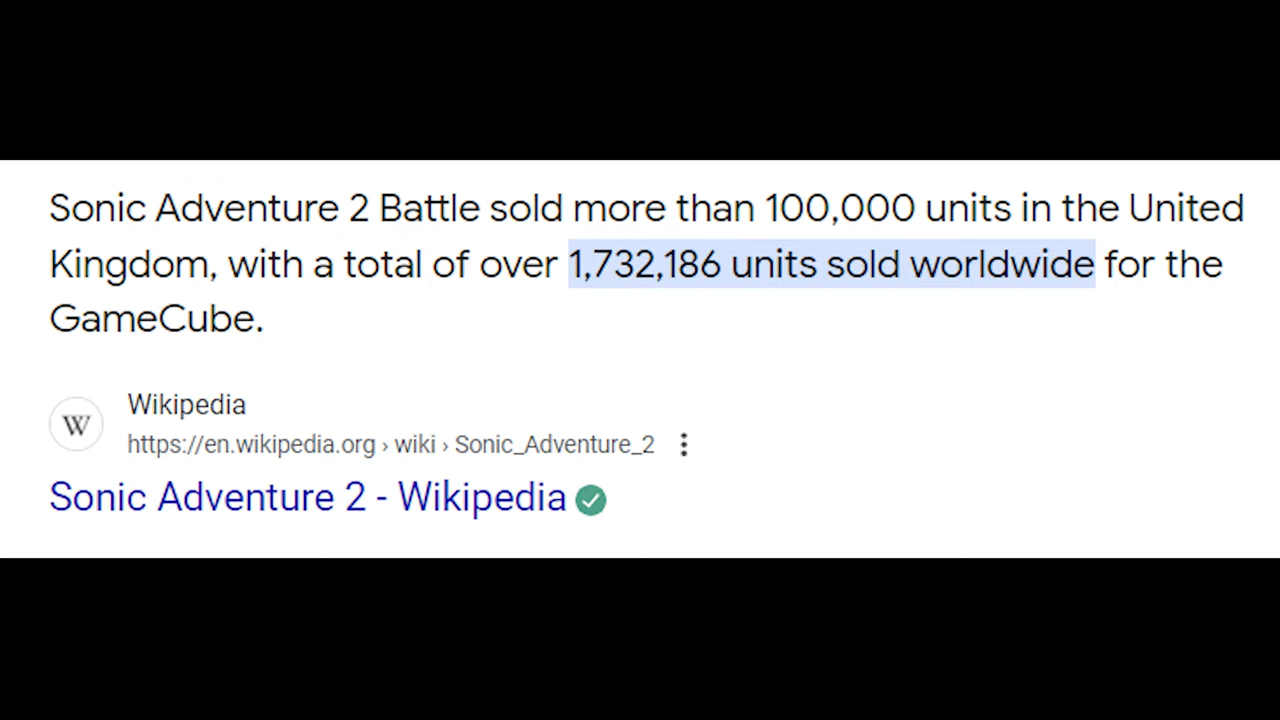 Sonic Adventure 2 Battle sold more than 100,000 units in the United
Kingdom, with a total of over 1,732,186 units sold worldwide for the
GameCube.
W
Wikipedia
https://en.wikipedia.org › wiki › Sonic_Adventure_2
Sonic Adventure 2 - Wikipedia